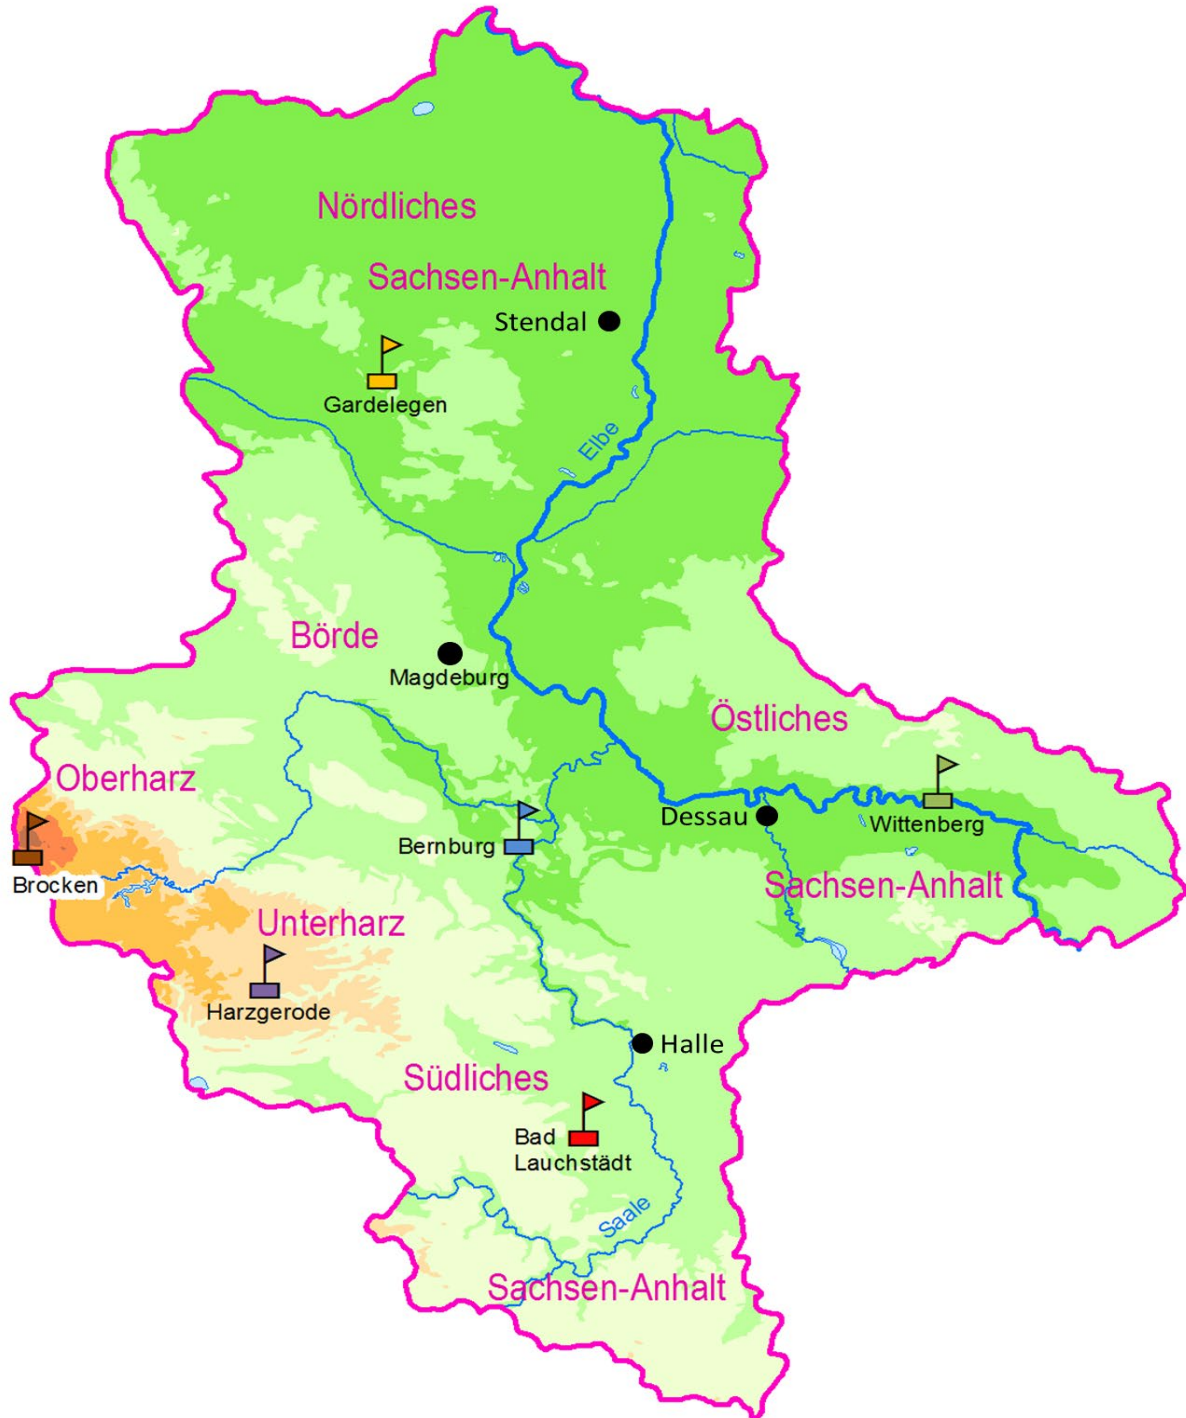 Nördliches
Sachsen-Anhalt
Stendal
Gardelegen
Elbe
Börde
Magdeburg
Östliches
Oberharz
Dessau
Wittenberg
Bernburg
Brocken
Sachsen-Anhalt
Unterharz
Harzgerode
Halle
Südliches
Bad
Lauchstädt
Saale
Sachsen-Anhalt